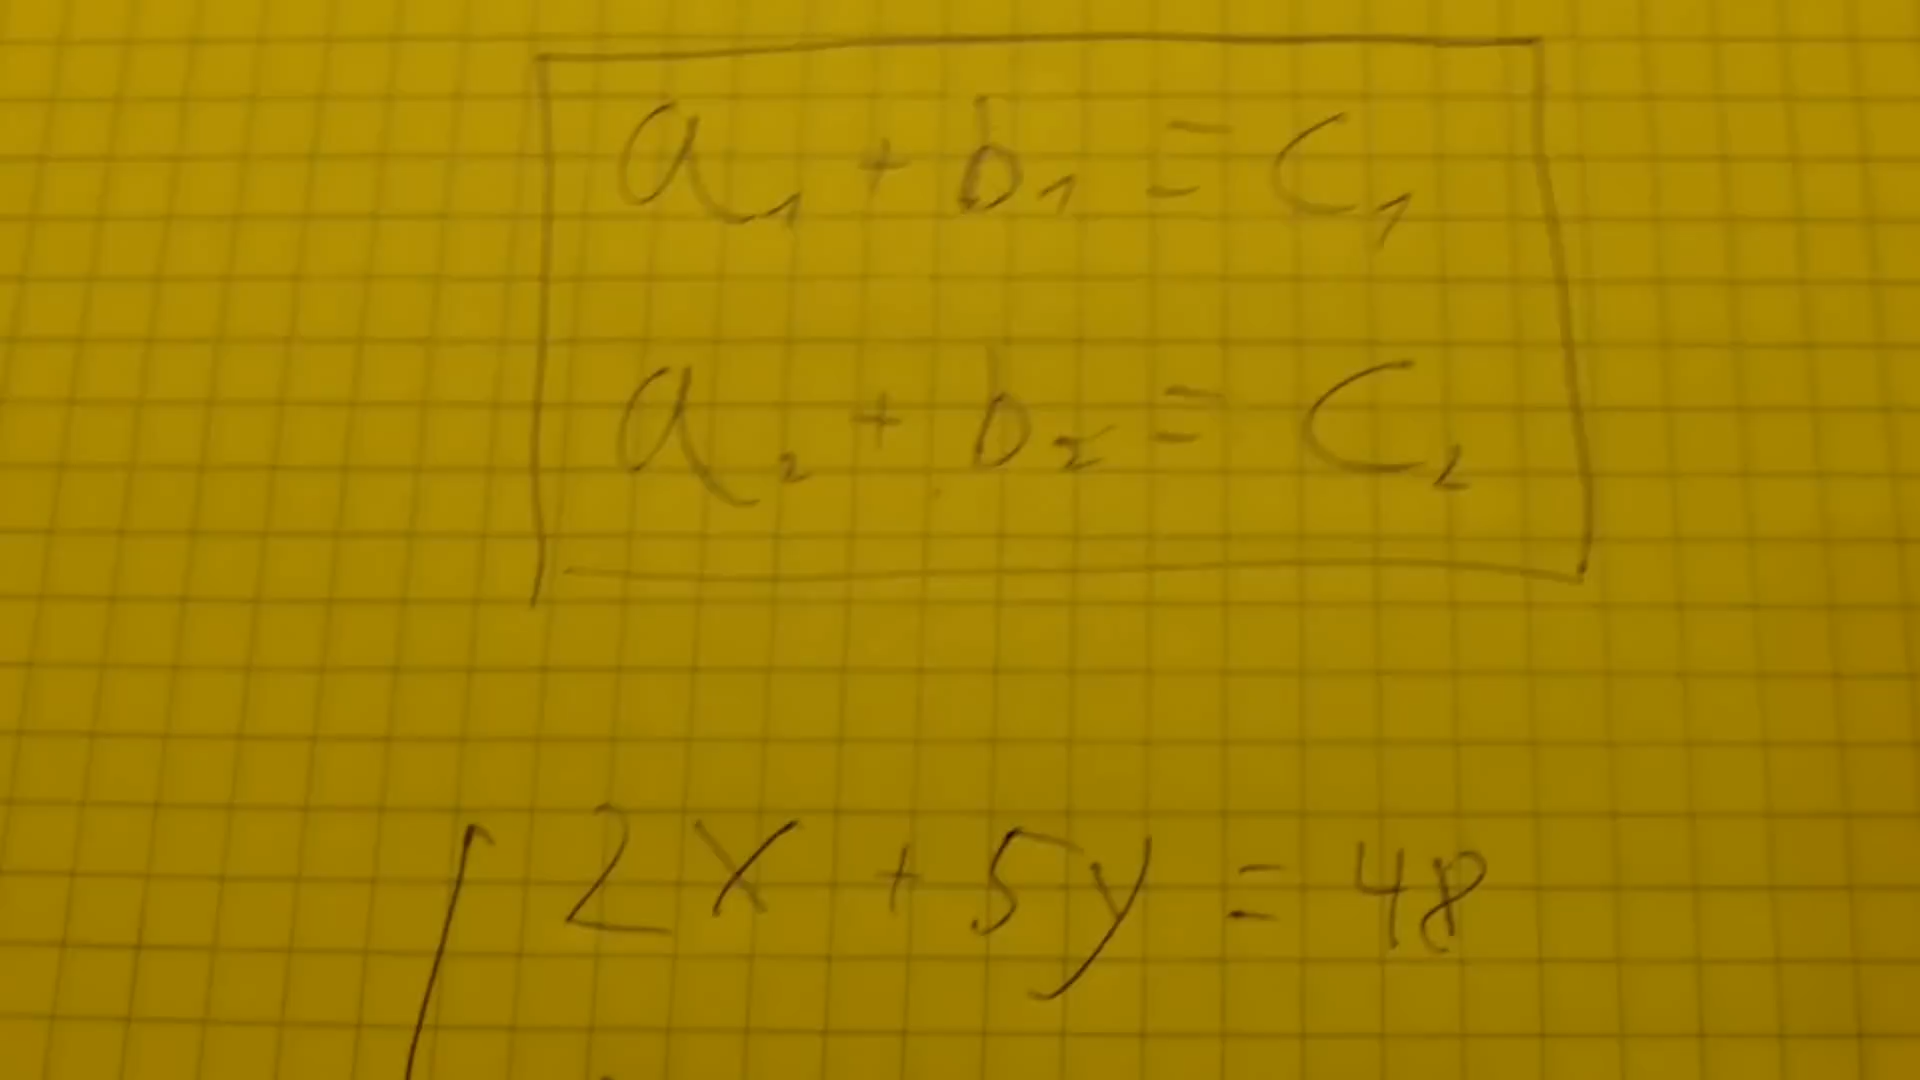 a₁ + b₁ = c₁
a₂ + b₂ = c₂
2x + 5y = 48